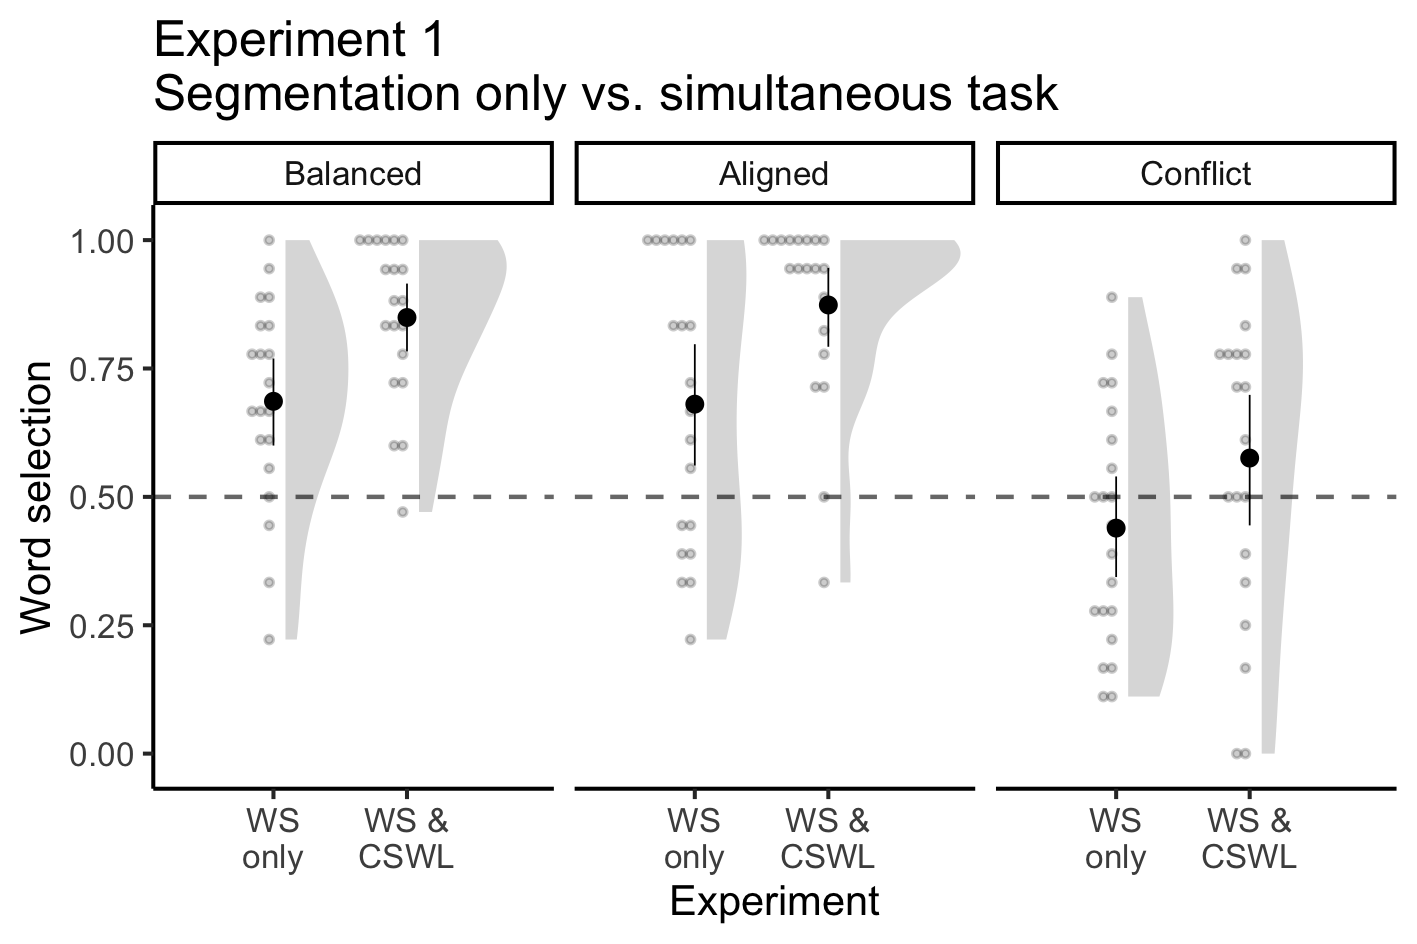 Experiment 1
Segmentation only vs. simultaneous task
Balanced
Aligned
Conflict
Word selection
1.00
0.75
0.50
0.25
0.00
WS
only
WS &
CSWL
WS
only
WS &
CSWL
WS
only
WS &
CSWL
Experiment